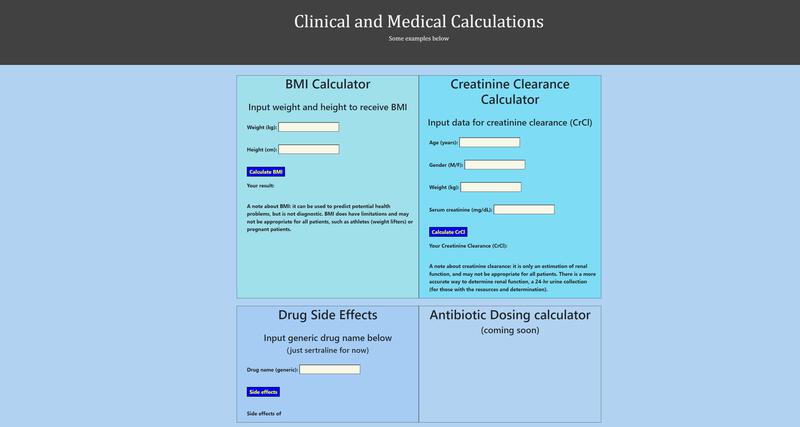 Clinical and Medical Calculations
Some examples below
BMI Calculator
Input weight and height to receive BMI
Weight (kg):
Height (cm):
Calculate BMI
Your result:
A note about BMI: it can be used to predict potential health
problems, but is not diagnostic. BMI does have limitations and may
not be appropriate for all patients, such as athletes (weight lifters) or
pregnant patients.
Creatinine Clearance
Calculator
Input data for creatinine clearance (CrCl)
Age (years):
Gender (M/F):
Weight (kg):
Serum creatinine (mg/dL):
Calculate CrCl
Your Creatinine Clearance (CrCl):
A note about creatinine clearance: it is only an estimation of renal
function, and may not be appropriate for all patients. There is a more
accurate way to determine renal function, a 24-hr urine collection
(for those with the resources and determination).
Drug Side Effects
Input generic drug name below
(just sertraline for now)
Drug name (generic):
Side effects
Side effects of
Antibiotic Dosing calculator
(coming soon)